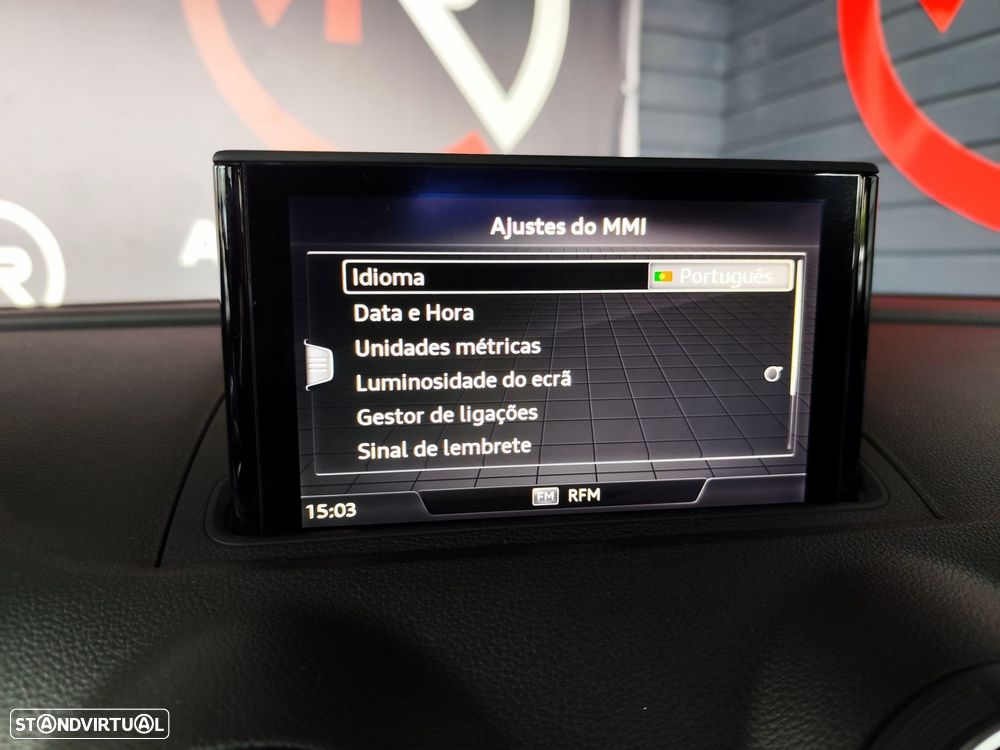 Ajustes do MMI
Idioma Português
Data e Hora
Unidades métricas
Luminosidade do ecrã
Gestor de ligações
Sinal de lembrete
15:03 FM RFM
STANDVIRTUAL